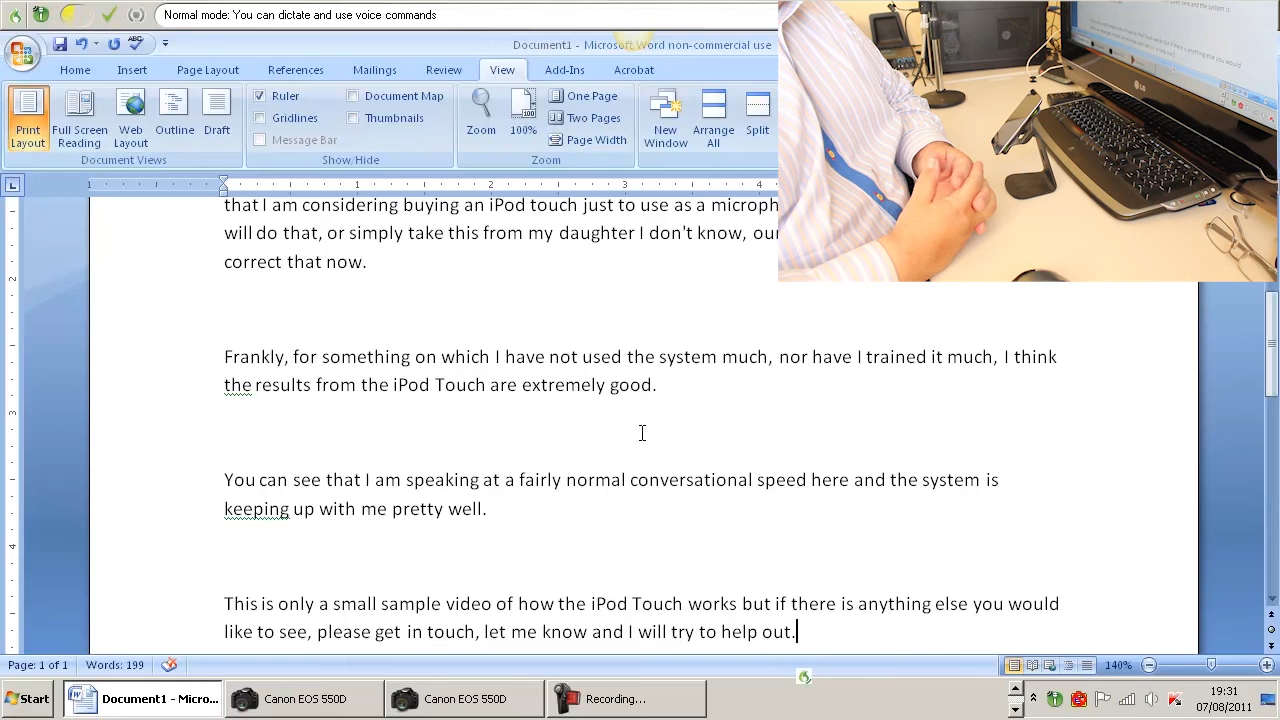 Normal mode: You can dictate and use voice commands
Document1 - Microsoft Word non-commercial use
Home Insert Page Layout References Mailings Review View Add-Ins Acrobat
Print Layout
Full Screen Reading
Web Layout
Outline
Draft
Document Views
Ruler
Gridlines
Message Bar
Document Map
Thumbnails
Show/Hide
Zoom
100%
One Page
Two Pages
Page Width
Zoom
New Window
Arrange All
Split
that I am considering buying an iPod touch just to use as a microph
will do that, or simply take this from my daughter I don't know, our
correct that now.
Frankly, for something on which I have not used the system much, nor have I trained it much, I think
the results from the iPod Touch are extremely good.
You can see that I am speaking at a fairly normal conversational speed here and the system is
keeping up with me pretty well.
This is only a small sample video of how the iPod Touch works but if there is anything else you would
like to see, please get in touch, let me know and I will try to help out.
Page: 1 of 1 Words: 199 140%
Start Document1 - Micro... Canon EOS 550D Canon EOS 550D Recording... 19:31
07/08/2011
LG